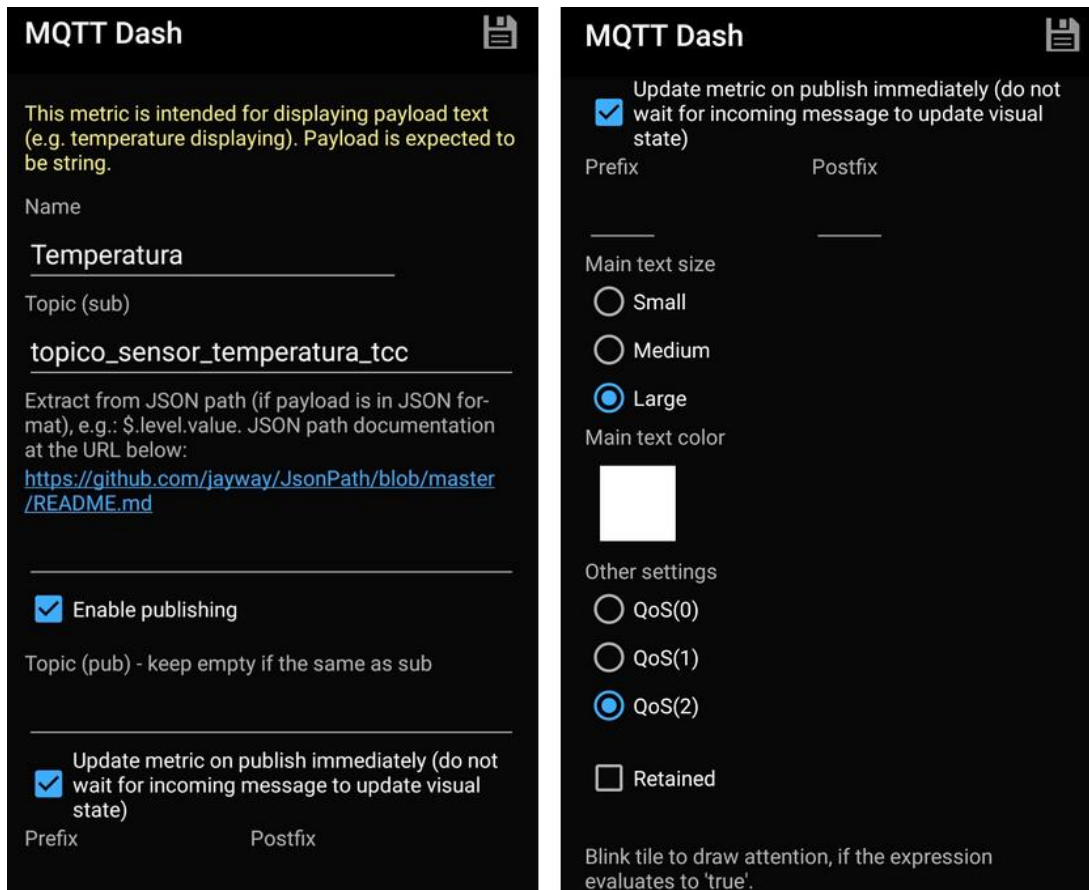 MQTT Dash
This metric is intended for displaying payload text
(e.g. temperature displaying). Payload is expected to
be string.
Name
Temperatura
Topic (sub)
topico_sensor_temperatura_tcc
Extract from JSON path (if payload is in JSON for-
mat), e.g.: $.level.value. JSON path documentation
at the URL below:
https://github.com/jayway/JsonPath/blob/master
/README.md
Enable publishing
Topic (pub) - keep empty if the same as sub
Update metric on publish immediately (do not
wait for incoming message to update visual
state)
Prefix Postfix
MQTT Dash
Update metric on publish immediately (do not
wait for incoming message to update visual
state)
Prefix Postfix
Main text size
Small
Medium
Large
Main text color
Other settings
QoS(0)
QoS(1)
QoS(2)
Retained
Blink tile to draw attention, if the expression
evaluates to 'true'.